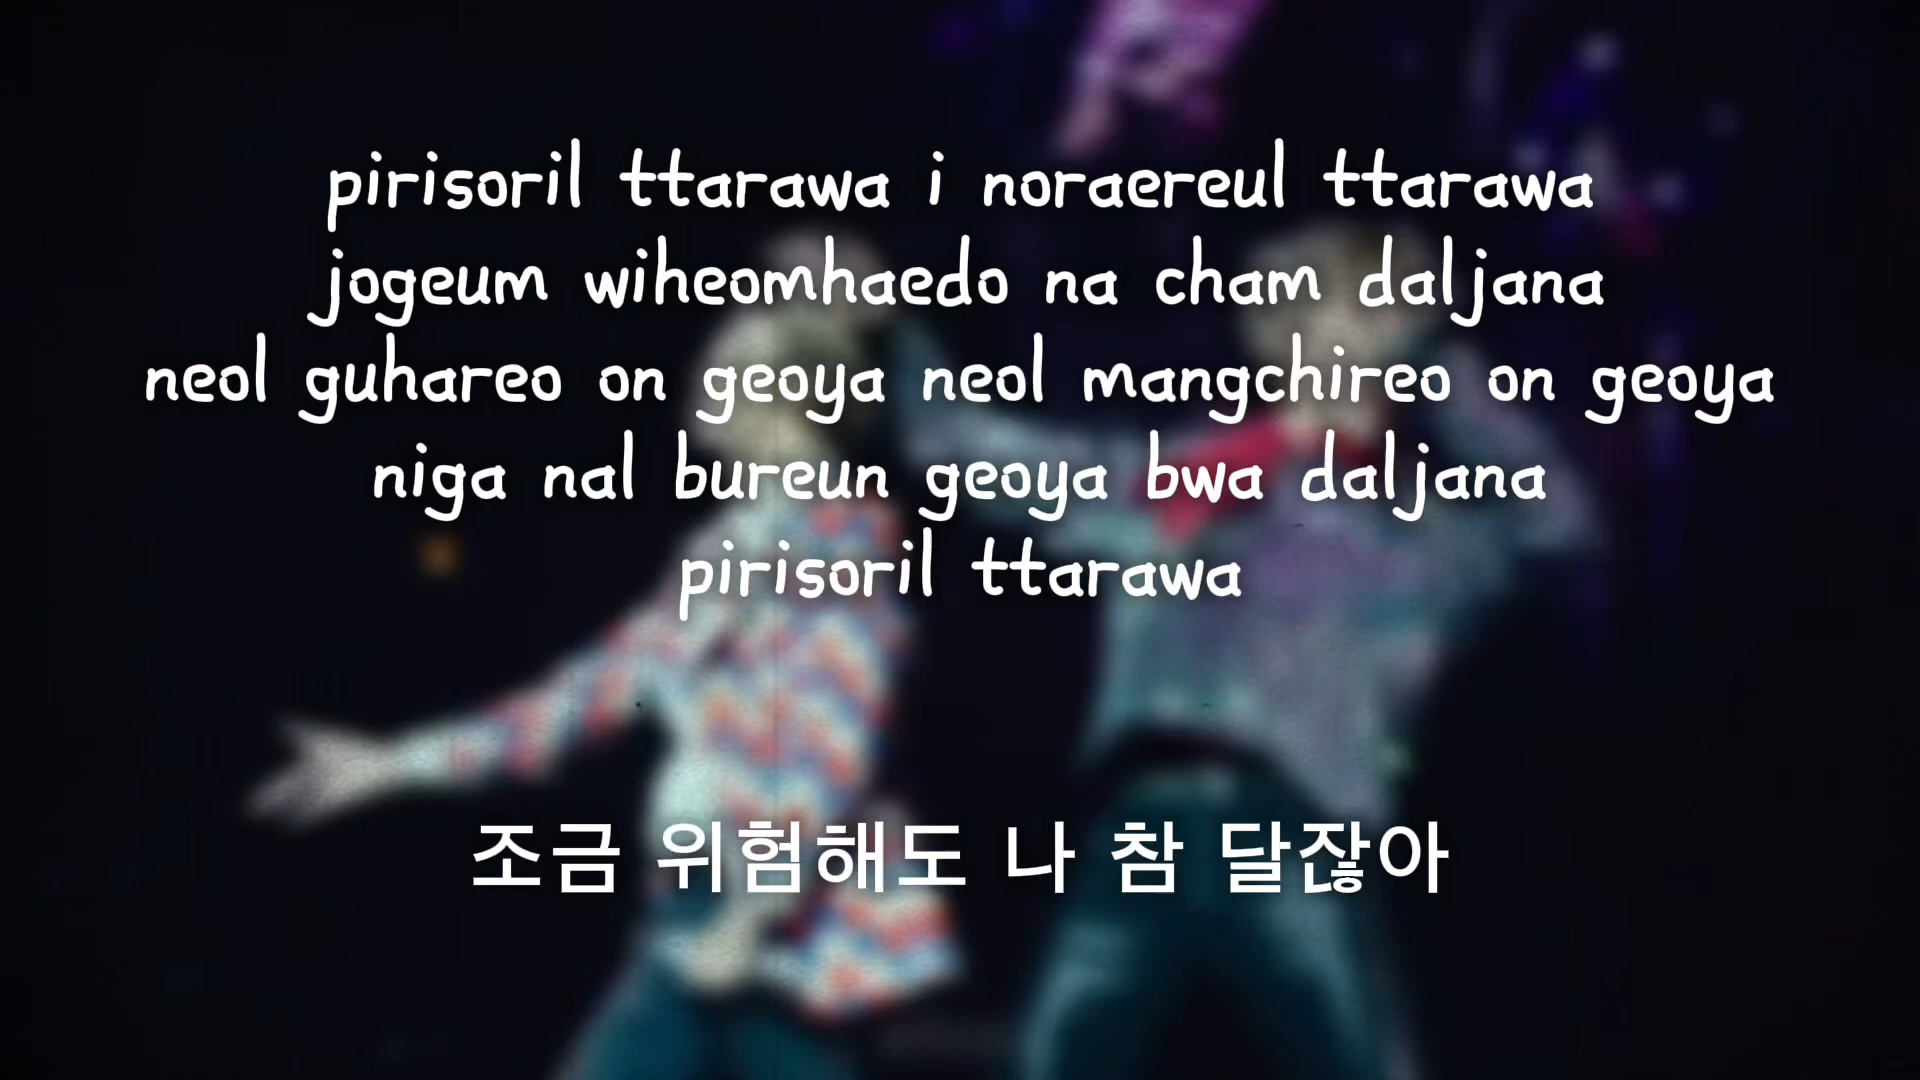 pirisoril ttarawa i noraereul ttarawa
jogeum wiheomhaedo na cham daljana
neol guhareo on geoya neol mangchireo on geoya
niga nal bureun geoya bwa daljana
pirisoril ttarawa
조금 위험해도 나 참 달잖아